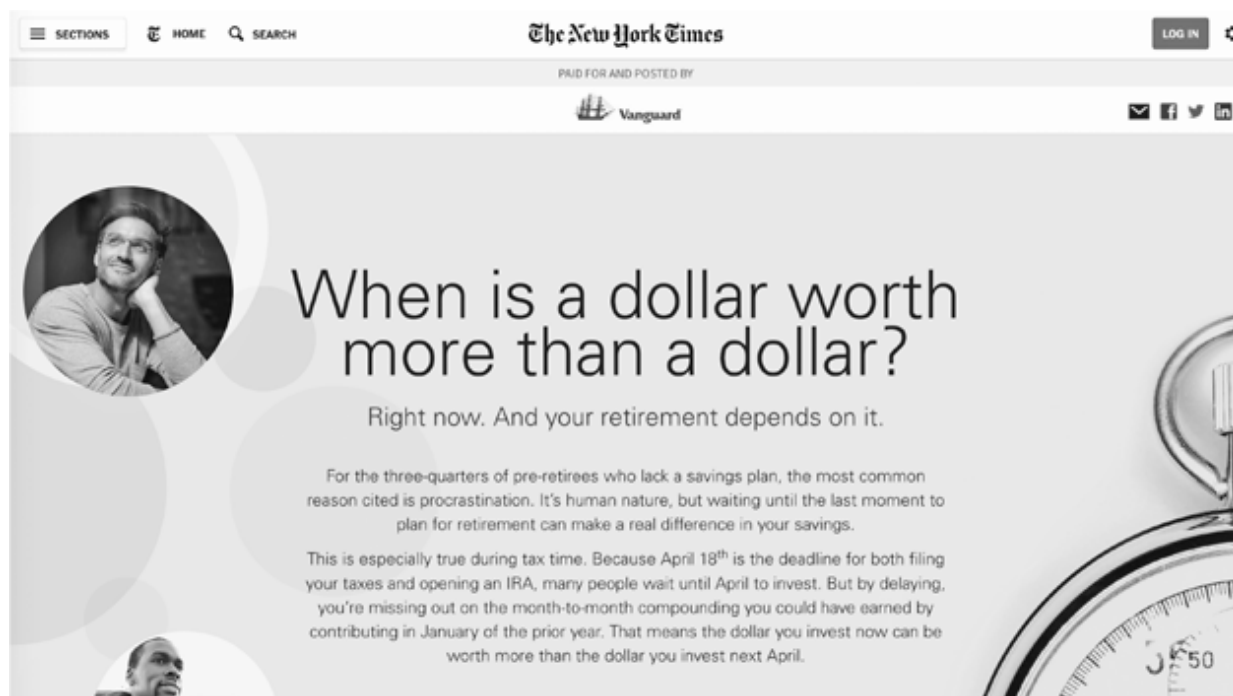 SECTIONS HOME SEARCH The New York Times LOG IN
PAID FOR AND POSTED BY
Vanguard
When is a dollar worth
more than a dollar?
Right now. And your retirement depends on it.
For the three-quarters of pre-retirees who lack a savings plan, the most common
reason cited is procrastination. It's human nature, but waiting until the last moment to
plan for retirement can make a real difference in your savings.
This is especially true during tax time. Because April 18th is the deadline for both filing
your taxes and opening an IRA, many people wait until April to invest. But by delaying,
you're missing out on the month-to-month compounding you could have earned by
contributing in January of the prior year. That means the dollar you invest now can be
worth more than the dollar you invest next April.
50